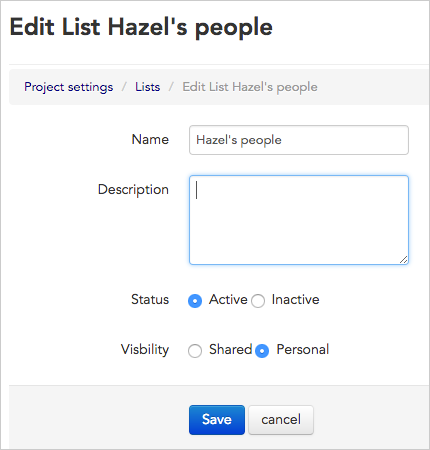 Edit List Hazel's people
Project settings / Lists / Edit List Hazel's people
Name Hazel's people
Description
Status Active Inactive
Visbility Shared Personal
Save cancel